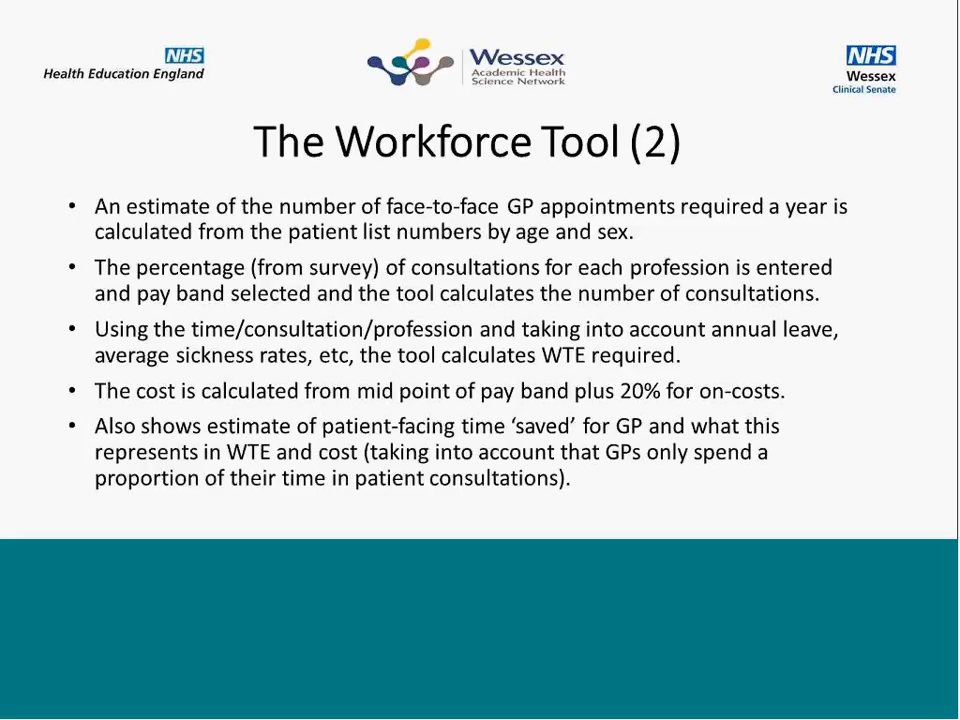 NHS
Health Education England
Wessex
Academic Health
Science Network
NHS
Wessex
Clinical Senate
The Workforce Tool (2)
• An estimate of the number of face-to-face GP appointments required a year is
calculated from the patient list numbers by age and sex.
• The percentage (from survey) of consultations for each profession is entered
and pay band selected and the tool calculates the number of consultations.
• Using the time/consultation/profession and taking into account annual leave,
average sickness rates, etc, the tool calculates WTE required.
• The cost is calculated from mid point of pay band plus 20% for on-costs.
• Also shows estimate of patient-facing time ‘saved’ for GP and what this
represents in WTE and cost (taking into account that GPs only spend a
proportion of their time in patient consultations).